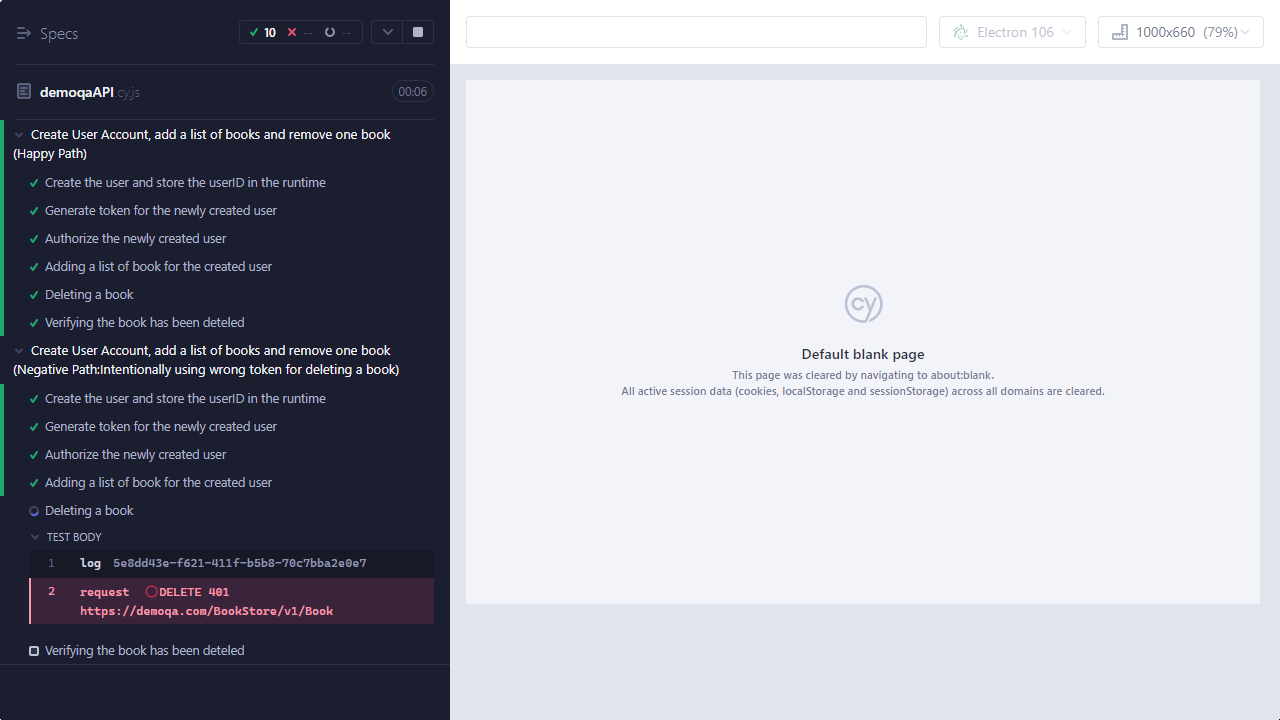 Specs
10 -- --
Electron 106
1000x660 (79%)
demoqaAPI.cy.js
00:06
Create User Account, add a list of books and remove one book
(Happy Path)
Create the user and store the userID in the runtime
Generate token for the newly created user
Authorize the newly created user
Adding a list of book for the created user
Deleting a book
Verifying the book has been deteled
Create User Account, add a list of books and remove one book
(Negative Path:Intentionally using wrong token for deleting a book)
Create the user and store the userID in the runtime
Generate token for the newly created user
Authorize the newly created user
Adding a list of book for the created user
Deleting a book
TEST BODY
1 log 5e8dd43e-f621-411f-b5b8-70c7bba2e0e7
2 request DELETE 401
https://demoqa.com/BookStore/v1/Book
Verifying the book has been deteled
cy
Default blank page
This page was cleared by navigating to about:blank.
All active session data (cookies, localStorage and sessionStorage) across all domains are cleared.